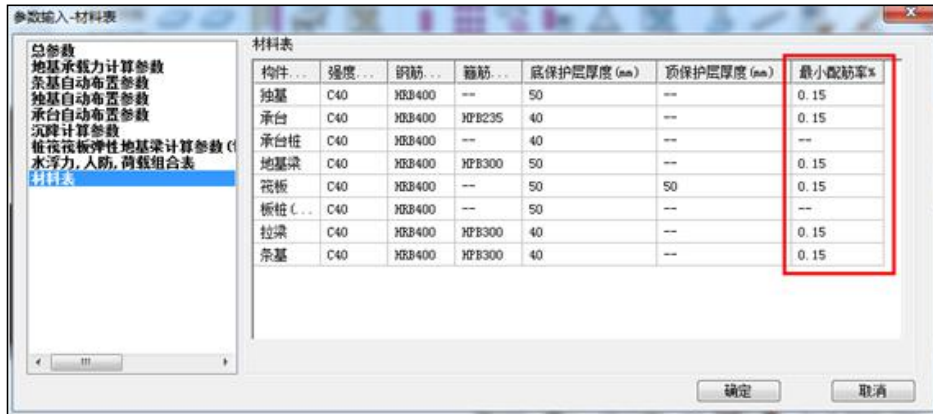 参数输入-材料表
总参数
地基承载力计算参数
条基自动布置参数
独基自动布置参数
承台自动布置参数
沉降计算参数
桩筏筏板弹性地基梁计算参数(
水浮力,人防,荷载组合表
材料表
材料表
构件... 强度... 钢筋... 箍筋... 底保护层厚度(mm) 顶保护层厚度(mm) 最小配筋率%
独基 C40 HRB400 -- 50 -- 0.15
承台 C40 HRB400 HPB235 40 -- 0.15
承台桩 C40 HRB400 -- 40 -- --
地基梁 C40 HRB400 HPB300 50 -- 0.15
筏板 C40 HRB400 -- 50 50 0.15
板桩(... C40 HRB400 -- 50 -- --
拉梁 C40 HRB400 HPB300 40 -- 0.15
条基 C40 HRB400 HPB300 40 -- 0.15
确定 取消